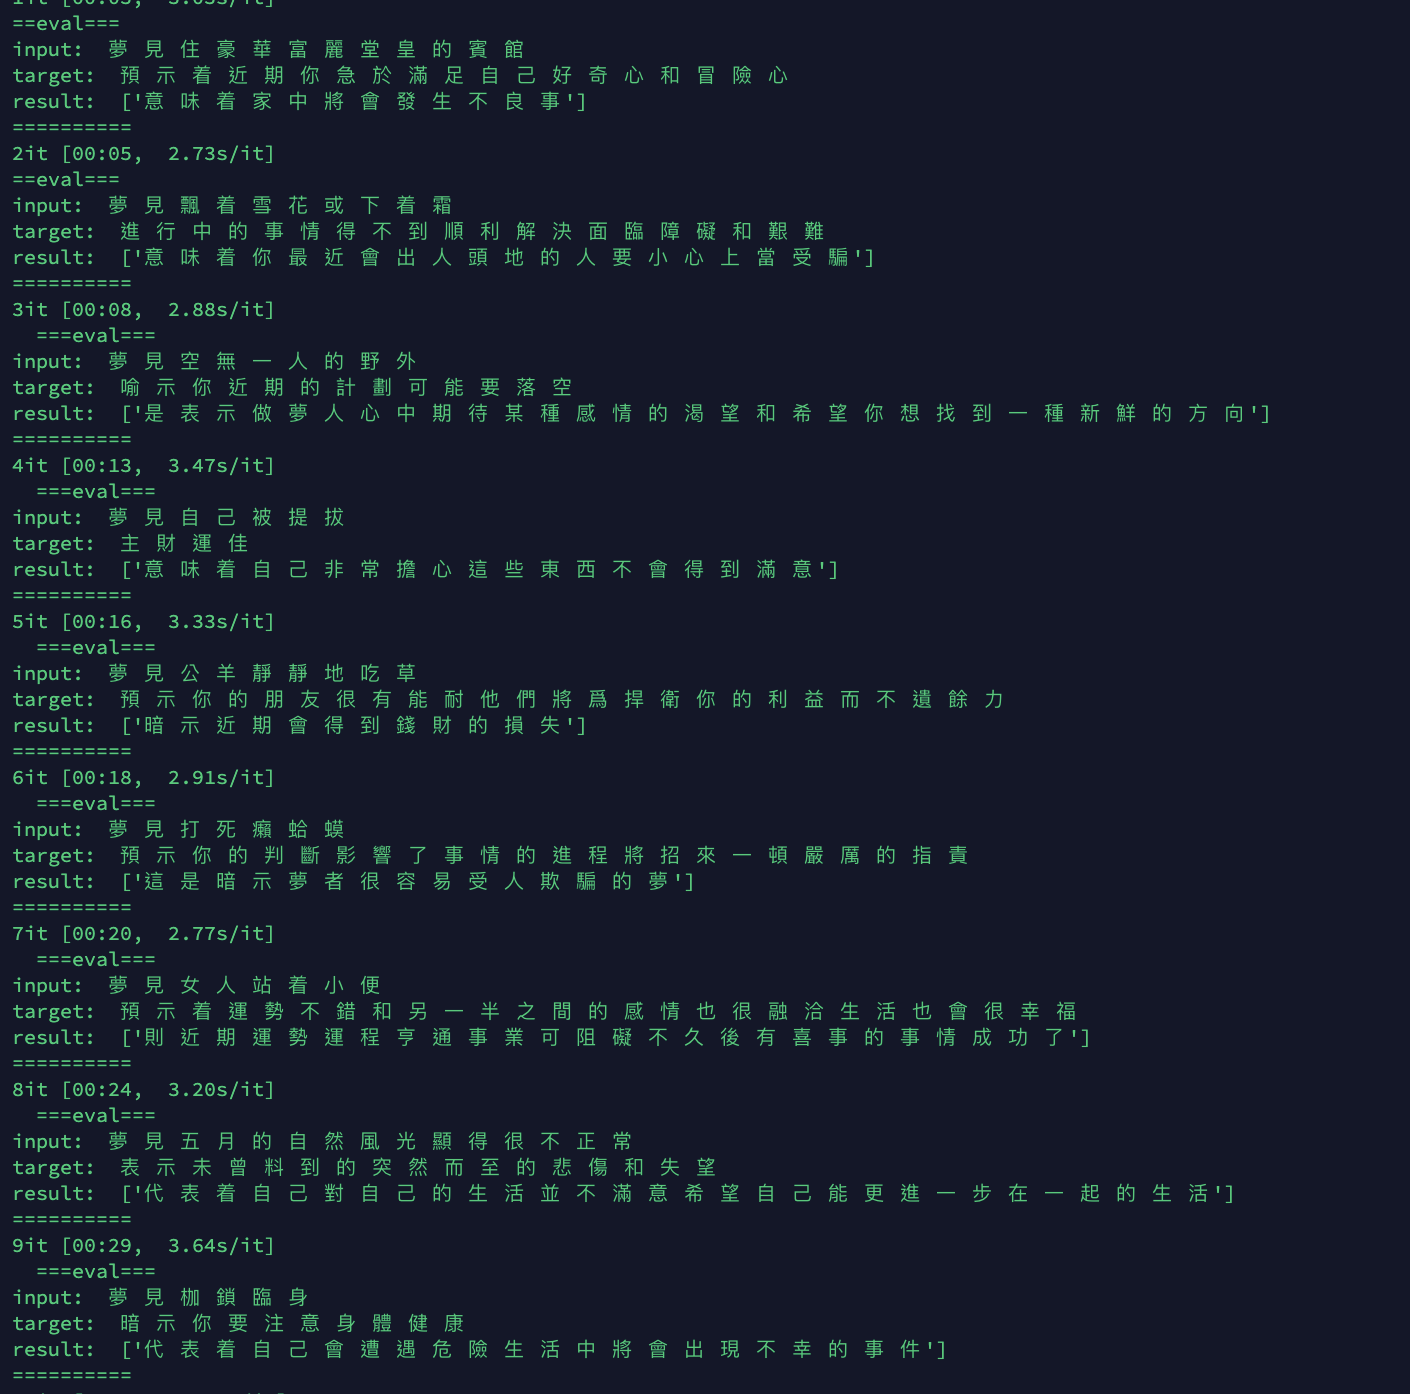 ==eval===
input:  夢 見 住 豪 華 富 麗 堂 皇 的 賓 館
target:  預 示 着 近 期 你 急 於 滿 足 自 己 好 奇 心 和 冒 險 心
result:  ['意 味 着 家 中 將 會 發 生 不 良 事']
==========
2it [00:05,  2.73s/it]
==eval===
input:  夢 見 飄 着 雪 花 或 下 着 霜
target:  進 行 中 的 事 情 得 不 到 順 利 解 決 面 臨 障 礙 和 艱 難
result:  ['意 味 着 你 最 近 會 出 人 頭 地 的 人 要 小 心 上 當 受 騙']
==========
3it [00:08,  2.88s/it]
  ===eval===
input:  夢 見 空 無 一 人 的 野 外
target:  喻 示 你 近 期 的 計 劃 可 能 要 落 空
result:  ['是 表 示 做 夢 人 心 中 期 待 某 種 感 情 的 渴 望 和 希 望 你 想 找 到 一 種 新 鮮 的 方 向']
==========
4it [00:13,  3.47s/it]
  ===eval===
input:  夢 見 自 己 被 提 拔
target:  主 財 運 佳
result:  ['意 味 着 自 己 非 常 擔 心 這 些 東 西 不 會 得 到 滿 意']
==========
5it [00:16,  3.33s/it]
  ===eval===
input:  夢 見 公 羊 靜 靜 地 吃 草
target:  預 示 你 的 朋 友 很 有 能 耐 他 們 將 爲 捍 衛 你 的 利 益 而 不 遺 餘 力
result:  ['暗 示 近 期 會 得 到 錢 財 的 損 失']
==========
6it [00:18,  2.91s/it]
  ===eval===
input:  夢 見 打 死 癩 蛤 蟆
target:  預 示 你 的 判 斷 影 響 了 事 情 的 進 程 將 招 來 一 頓 嚴 厲 的 指 責
result:  ['這 是 暗 示 夢 者 很 容 易 受 人 欺 騙 的 夢']
==========
7it [00:20,  2.77s/it]
  ===eval===
input:  夢 見 女 人 站 着 小 便
target:  預 示 着 運 勢 不 錯 和 另 一 半 之 間 的 感 情 也 很 融 洽 生 活 也 會 很 幸 福
result:  ['則 近 期 運 勢 運 程 亨 通 事 業 可 阻 礙 不 久 後 有 喜 事 的 事 情 成 功 了']
==========
8it [00:24,  3.20s/it]
  ===eval===
input:  夢 見 五 月 的 自 然 風 光 顯 得 很 不 正 常
target:  表 示 未 曾 料 到 的 突 然 而 至 的 悲 傷 和 失 望
result:  ['代 表 着 自 己 對 自 己 的 生 活 並 不 滿 意 希 望 自 己 能 更 進 一 步 在 一 起 的 生 活']
==========
9it [00:29,  3.64s/it]
  ===eval===
input:  夢 見 枷 鎖 臨 身
target:  暗 示 你 要 注 意 身 體 健 康
result:  ['代 表 着 自 己 會 遭 遇 危 險 生 活 中 將 會 出 現 不 幸 的 事 件']
==========